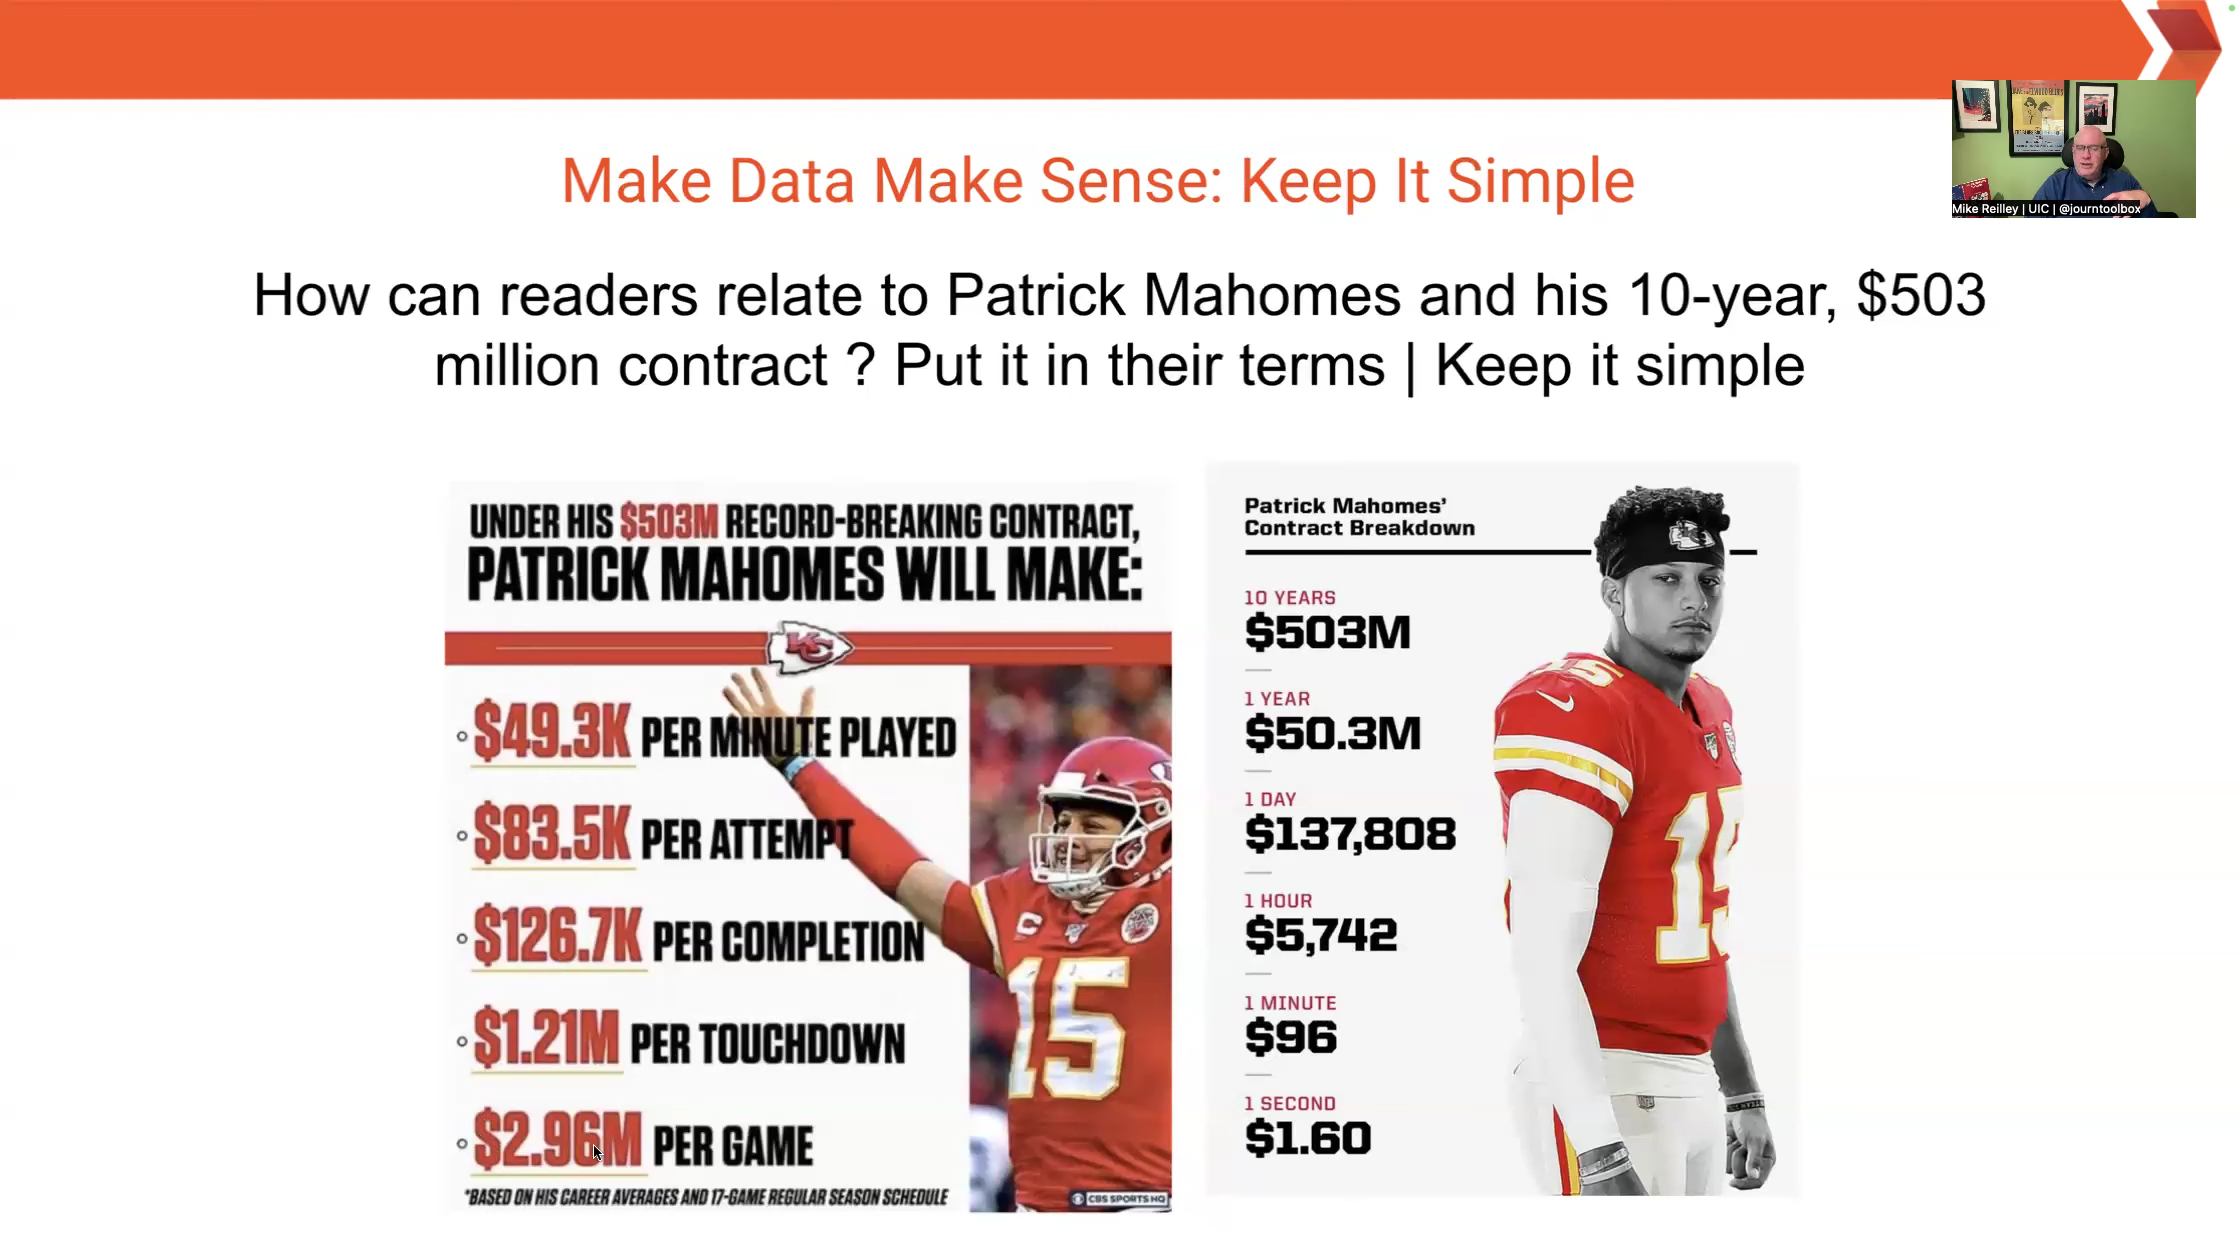 Mike Reilley | UIC | @journtoolbox
Make Data Make Sense: Keep It Simple
How can readers relate to Patrick Mahomes and his 10-year, $503
million contract ? Put it in their terms | Keep it simple
UNDER HIS $503M RECORD-BREAKING CONTRACT,
PATRICK MAHOMES WILL MAKE:
KC
$49.3K PER MINUTE PLAYED
$83.5K PER ATTEMPT
$126.7K PER COMPLETION
$1.21M PER TOUCHDOWN
$2.96M PER GAME
*BASED ON HIS CAREER AVERAGES AND 17-GAME REGULAR SEASON SCHEDULE
C
15
CBS SPORTS HQ
Patrick Mahomes'
Contract Breakdown
10 YEARS
$503M
1 YEAR
$50.3M
1 DAY
$137,808
1 HOUR
$5,742
1 MINUTE
$96
1 SECOND
$1.60
15
15